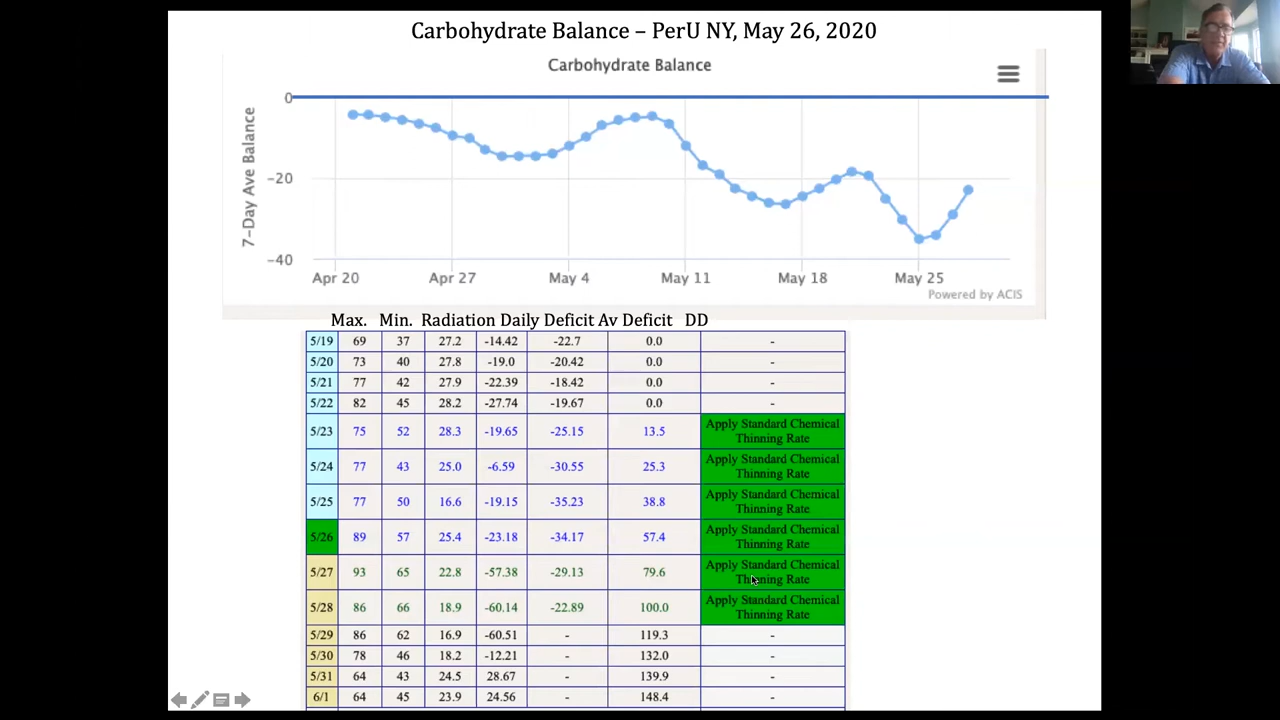 Carbohydrate Balance – PerU NY, May 26, 2020
Carbohydrate Balance
7-Day Ave Balance
0
-20
-40
Apr 20 Apr 27 May 4 May 11 May 18 May 25
Powered by ACIS
Max. Min. Radiation Daily Deficit Av Deficit DD
5/19 69 37 27.2 -14.42 -22.7 0.0 -
5/20 73 40 27.8 -19.0 -20.42 0.0 -
5/21 77 42 27.9 -22.39 -18.42 0.0 -
5/22 82 45 28.2 -27.74 -19.67 0.0 -
5/23 75 52 28.3 -19.65 -25.15 13.5 Apply Standard Chemical
Thinning Rate
5/24 77 43 25.0 -6.59 -30.55 25.3 Apply Standard Chemical
Thinning Rate
5/25 77 50 16.6 -19.15 -35.23 38.8 Apply Standard Chemical
Thinning Rate
5/26 89 57 25.4 -23.18 -34.17 57.4 Apply Standard Chemical
Thinning Rate
5/27 93 65 22.8 -57.38 -29.13 79.6 Apply Standard Chemical
Thinning Rate
5/28 86 66 18.9 -60.14 -22.89 100.0 Apply Standard Chemical
Thinning Rate
5/29 86 62 16.9 -60.51 - 119.3 -
5/30 78 46 18.2 -12.21 - 132.0 -
5/31 64 43 24.5 28.67 - 139.9 -
6/1 64 45 23.9 24.56 - 148.4 -